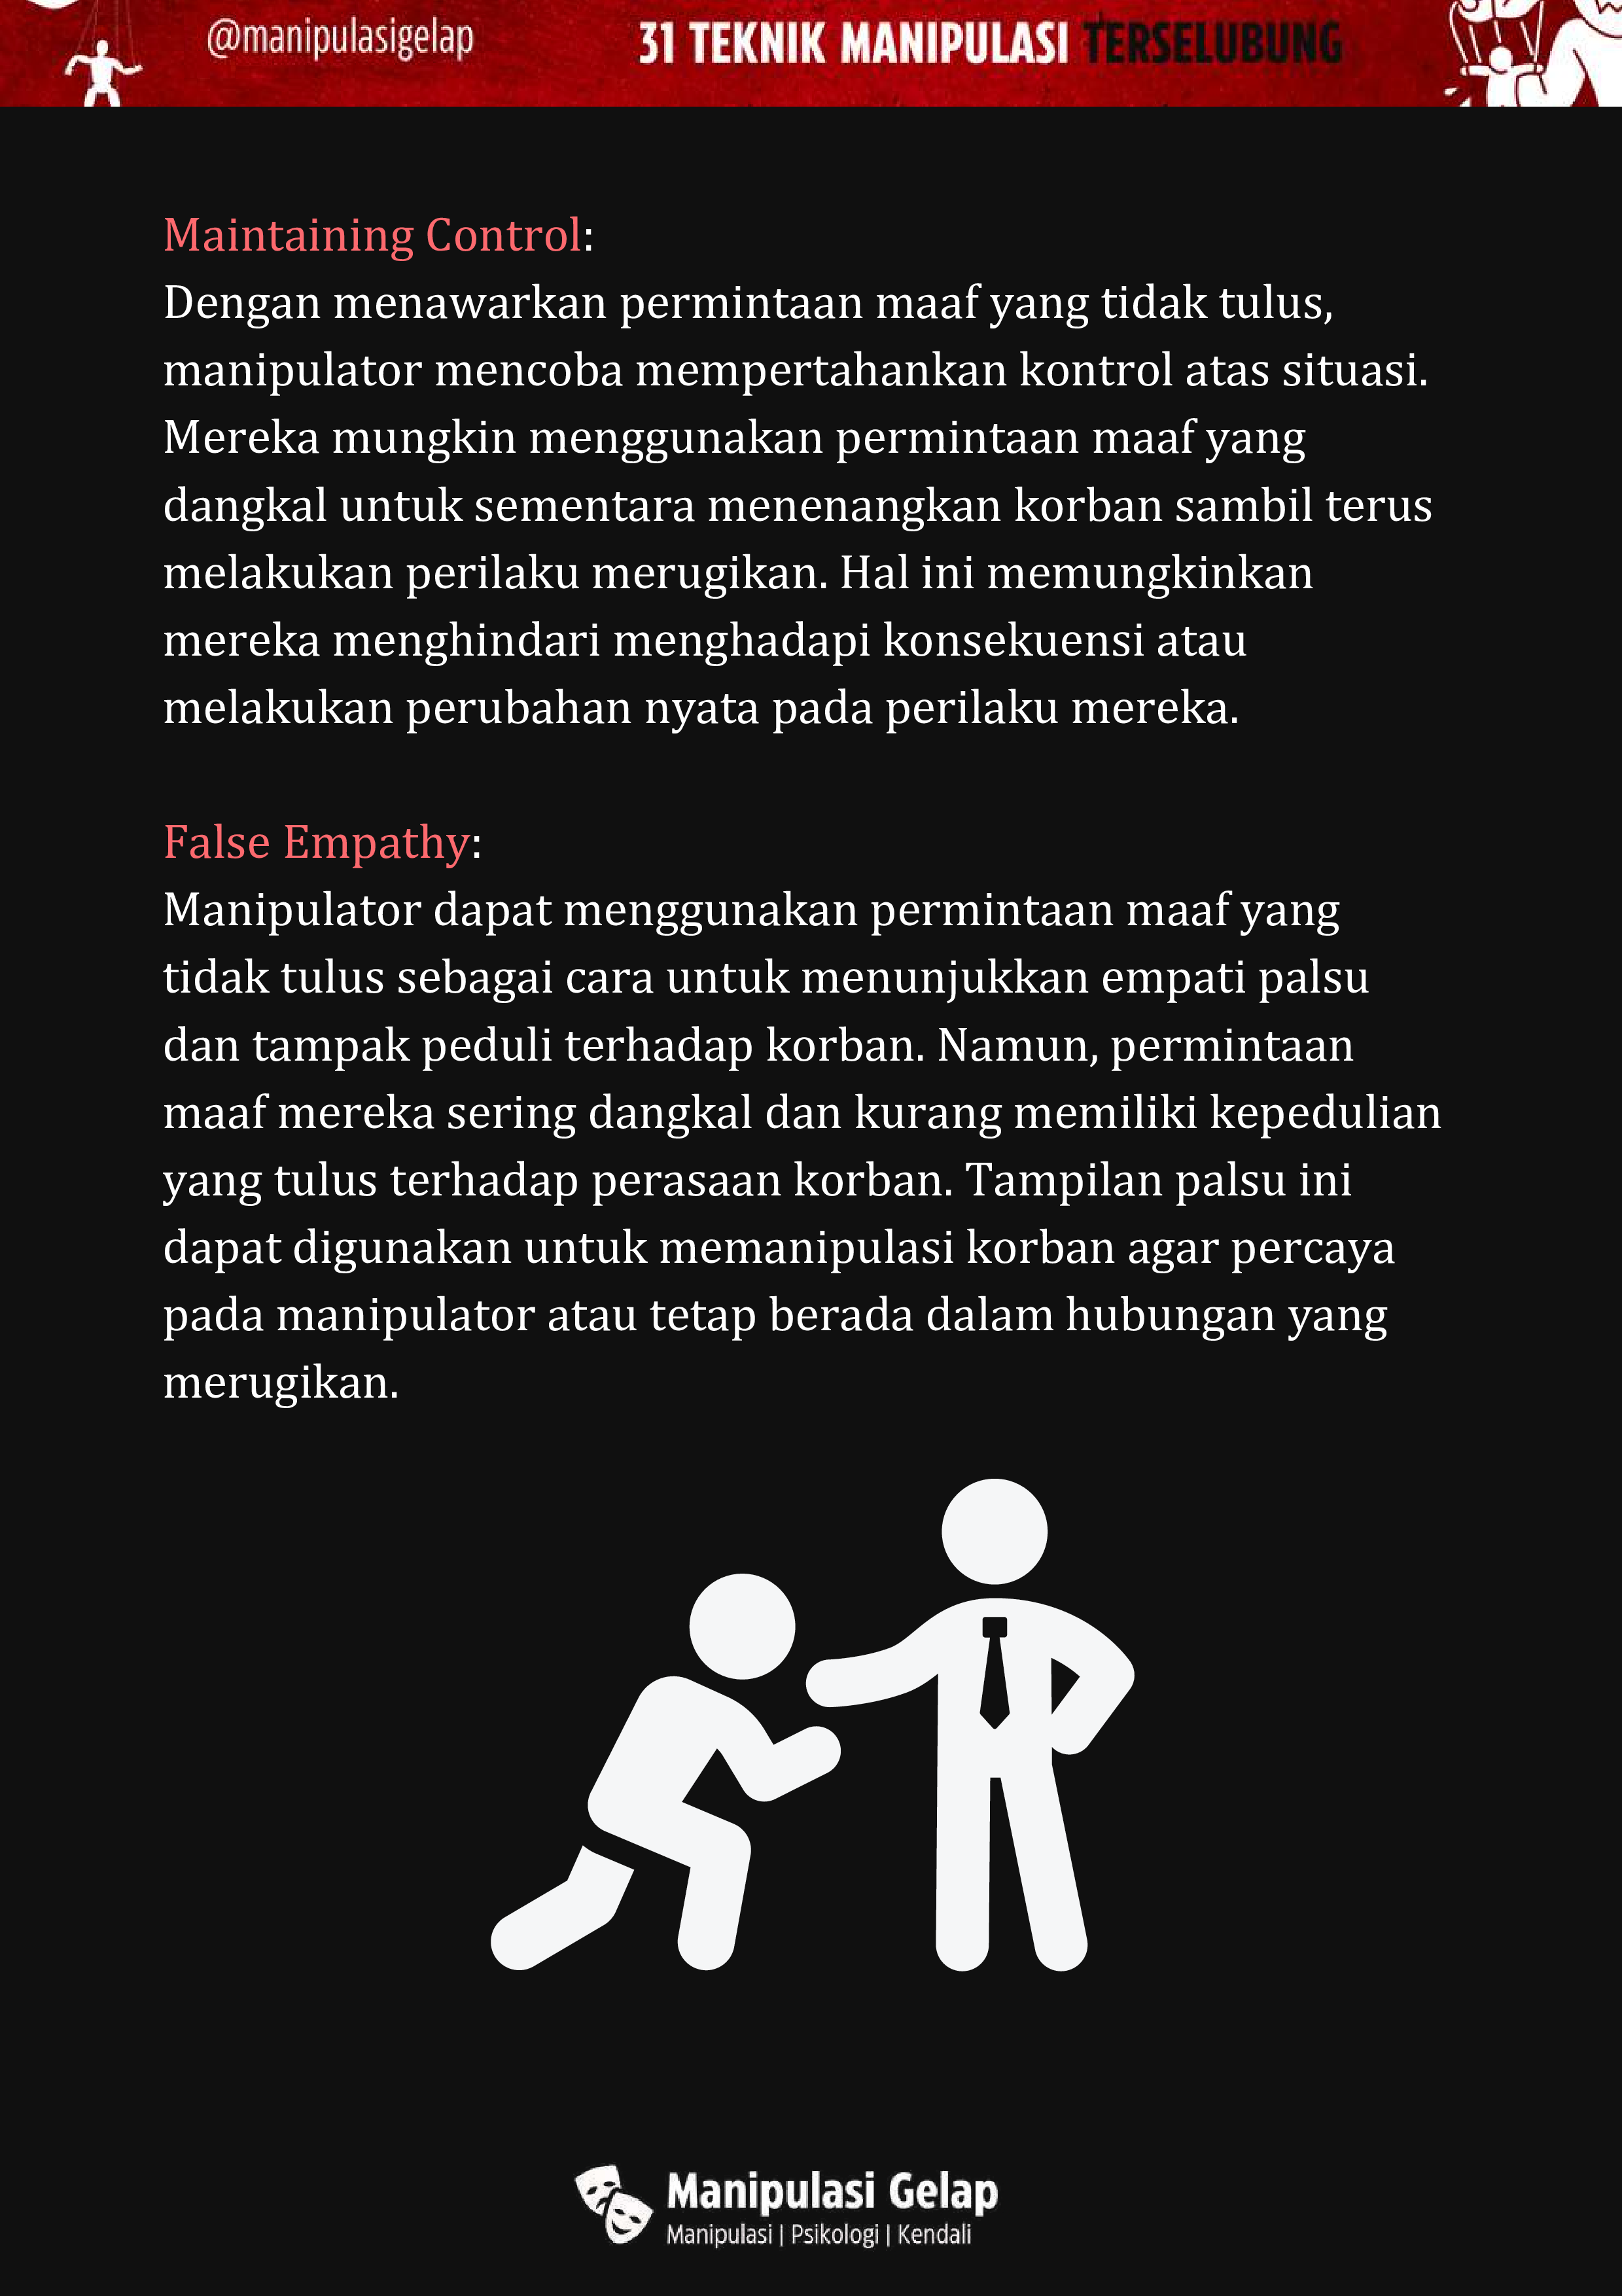 @manipulasigelap
31 TEKNIK MANIPULASI TERSELUBUNG
Maintaining Control:
Dengan menawarkan permintaan maaf yang tidak tulus,
manipulator mencoba mempertahankan kontrol atas situasi.
Mereka mungkin menggunakan permintaan maaf yang
dangkal untuk sementara menenangkan korban sambil terus
melakukan perilaku merugikan. Hal ini memungkinkan
mereka menghindari menghadapi konsekuensi atau
melakukan perubahan nyata pada perilaku mereka.
False Empathy:
Manipulator dapat menggunakan permintaan maaf yang
tidak tulus sebagai cara untuk menunjukkan empati palsu
dan tampak peduli terhadap korban. Namun, permintaan
maaf mereka sering dangkal dan kurang memiliki kepedulian
yang tulus terhadap perasaan korban. Tampilan palsu ini
dapat digunakan untuk memanipulasi korban agar percaya
pada manipulator atau tetap berada dalam hubungan yang
merugikan.
Manipulasi Gelap
Manipulasi | Psikologi | Kendali